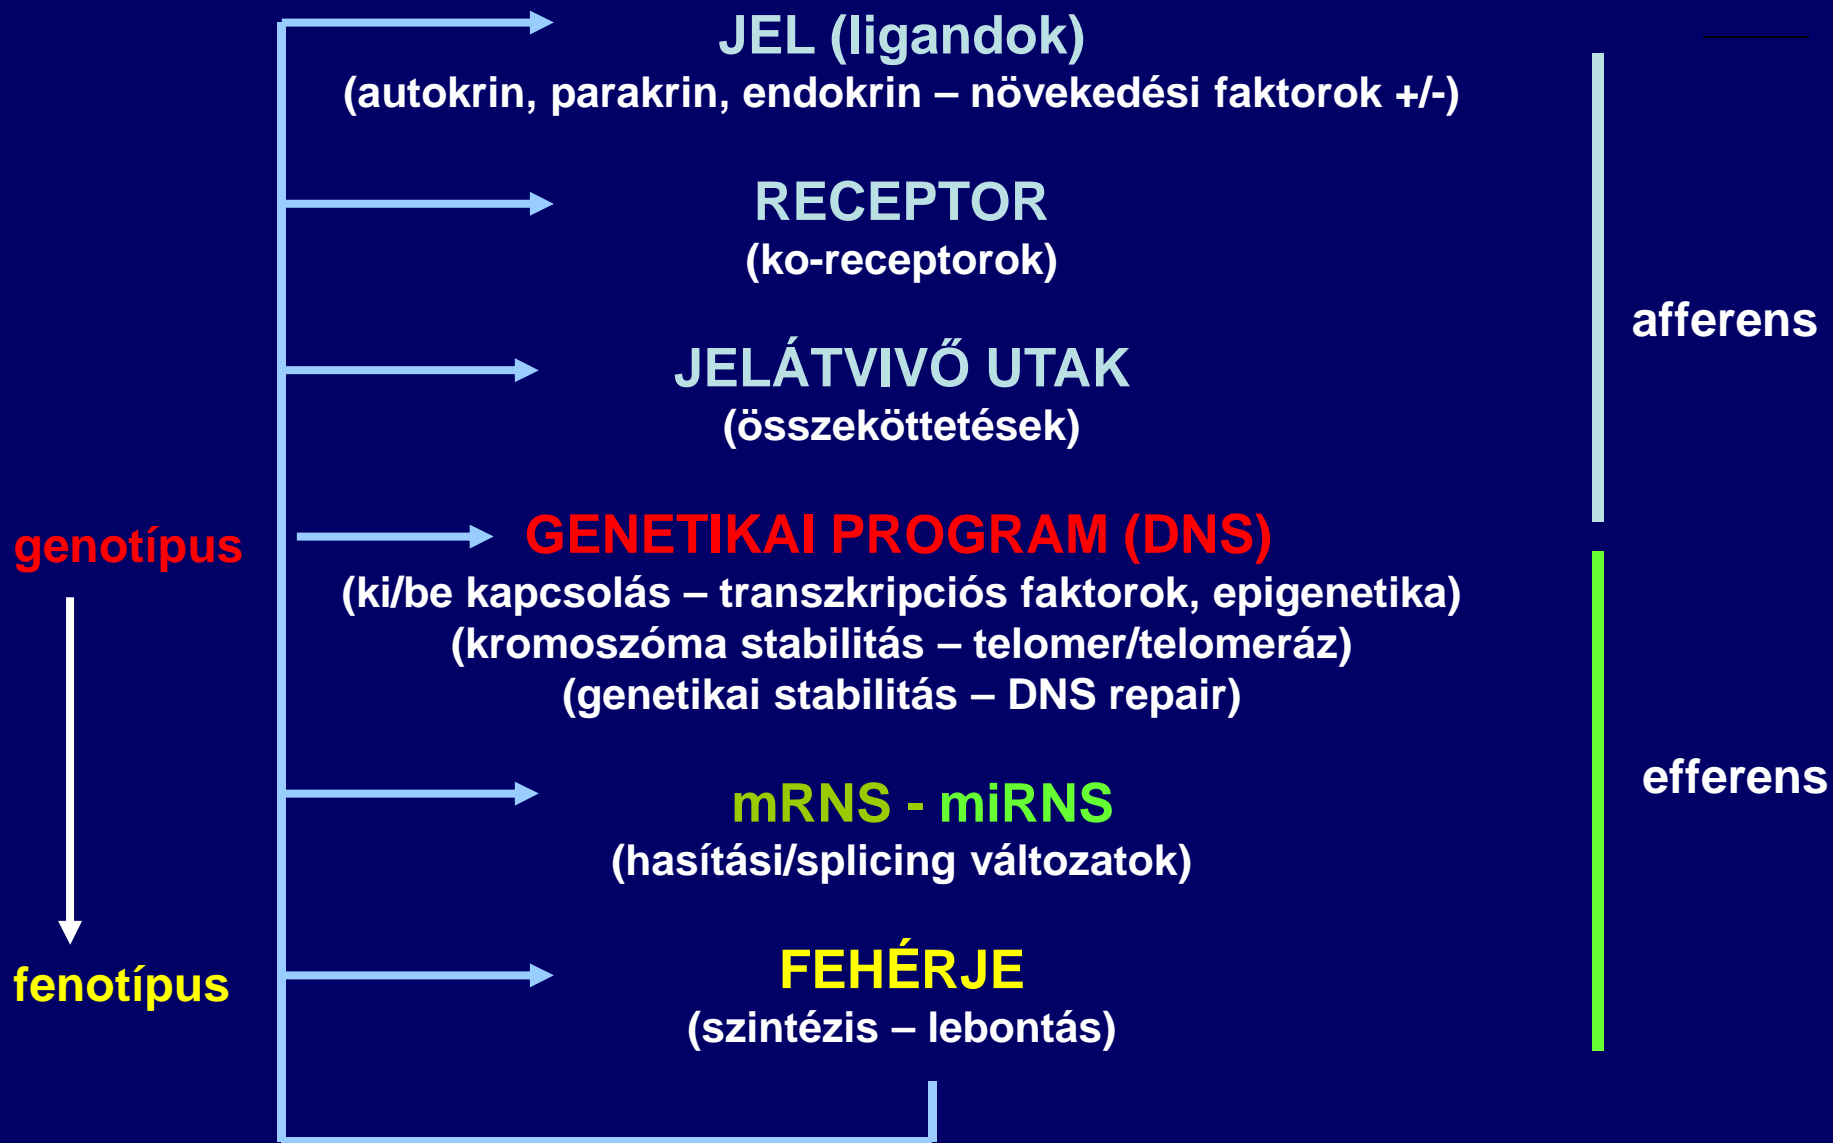 JEL (ligandok)
(autokrin, parakrin, endokrin – növekedési faktorok +/-)
RECEPTOR
(ko-receptorok)
afferens
JELÁTVIVŐ UTAK
(összeköttetések)
genotípus
GENETIKAI PROGRAM (DNS)
(ki/be kapcsolás – transzkripciós faktorok, epigenetika)
(kromoszóma stabilitás – telomer/telomeráz)
(genetikai stabilitás – DNS repair)
efferens
mRNS - miRNS
(hasítási/splicing változatok)
fenotípus
FEHÉRJE
(szintézis – lebontás)